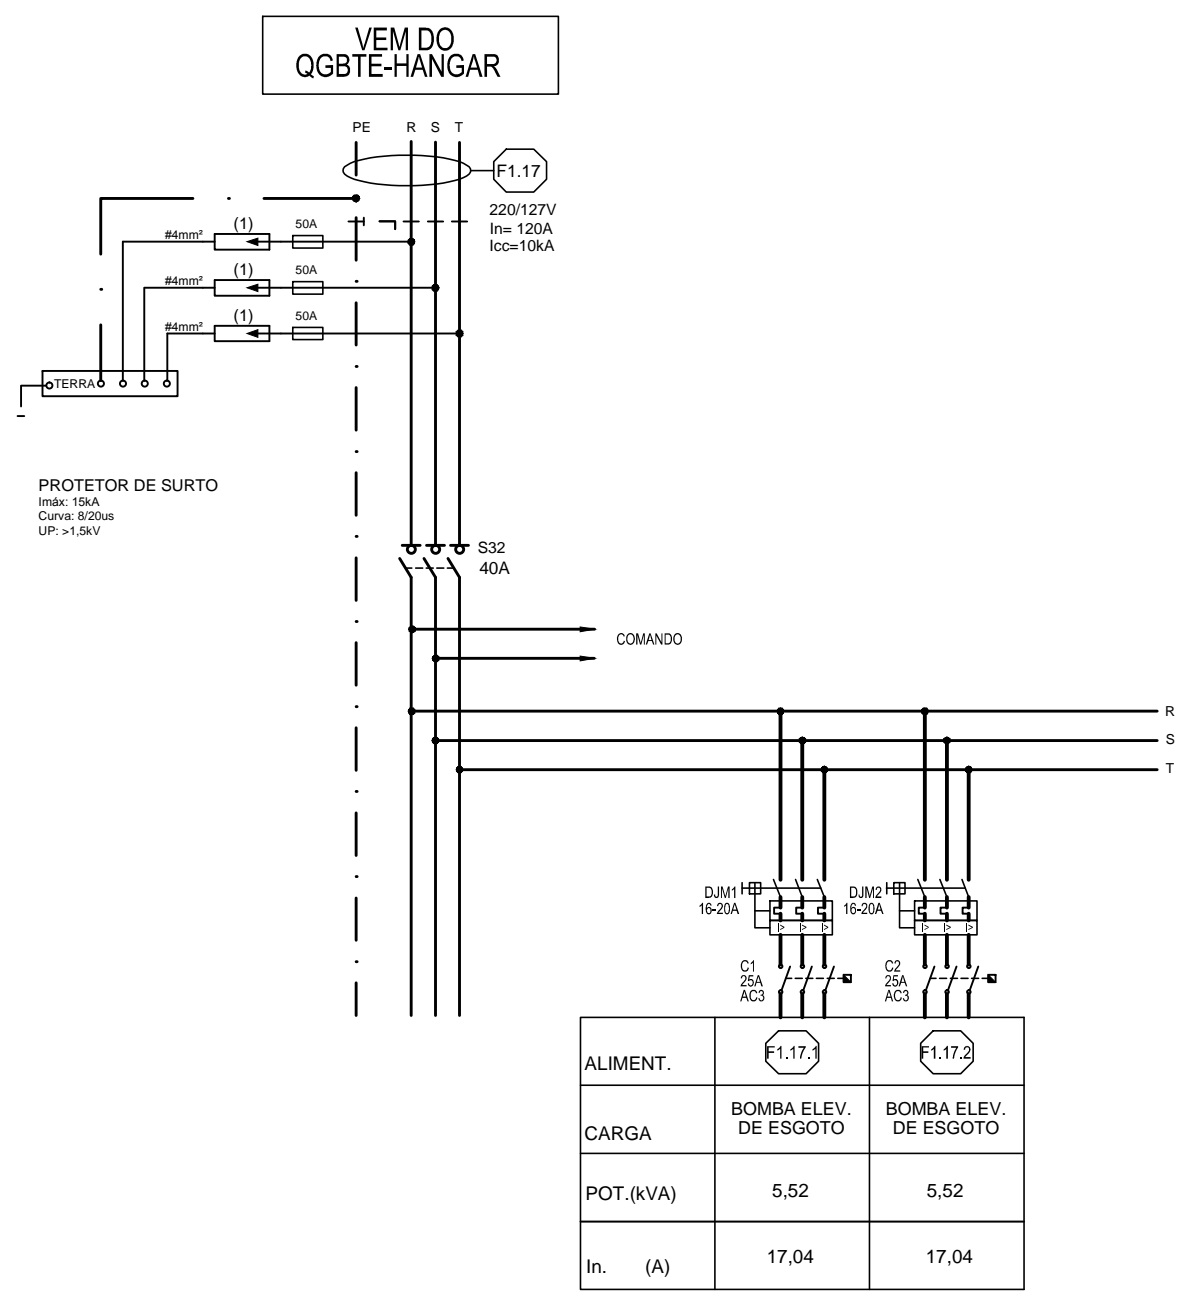 VEM DO
QGBTE-HANGAR
PE R S T
F1.17
220/127V
In= 120A
Icc=10kA
#4mm² (1) 50A
#4mm² (1) 50A
#4mm² (1) 50A
TERRA
PROTETOR DE SURTO
Imáx: 15kA
Curva: 8/20us
UP: >1,5kV
S32
40A
COMANDO
R
S
T
DJM1
16-20A
I> I> I>
DJM2
16-20A
I> I> I>
C1
25A
AC3
C2
25A
AC3
ALIMENT. F1.17.1 F1.17.2
CARGA BOMBA ELEV. BOMBA ELEV.
DE ESGOTO DE ESGOTO
POT.(kVA) 5,52 5,52
In. (A) 17,04 17,04